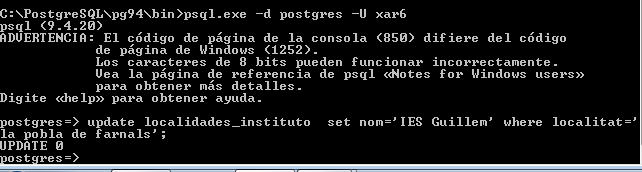 C:\PostgreSQL\pg94\bin>psql.exe -d postgres -U xar6
psql (9.4.20)
ADVERTENCIA: El código de página de la consola (850) difiere del código
de página de Windows (1252).
Los caracteres de 8 bits pueden funcionar incorrectamente.
Vea la página de referencia de psql «Notes for Windows users»
para obtener más detalles.
Digite «help» para obtener ayuda.
postgres=> update localidades_instituto  set nom='IES Guillem' where localitat='
la pobla de farnals';
UPDATE 0
postgres=>